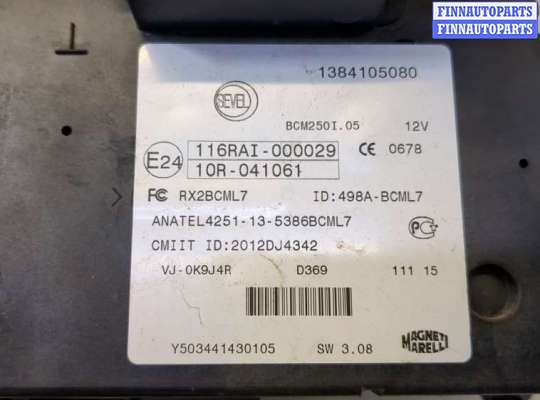 FINNAUTOPARTS
FINNAUTOPARTS
1384105080
SEVEL
BCM250I.05 12V
E24 116RAI-000029 CE 0678
10R-041061
FC RX2BCML7 ID:498A-BCML7
ANATEL4251-13-5386BCML7
CMIIT ID:2012DJ4342
VJ-0K9J4R D369 111 15
Y503441430105 SW 3.08 MAGNETI MARELLI